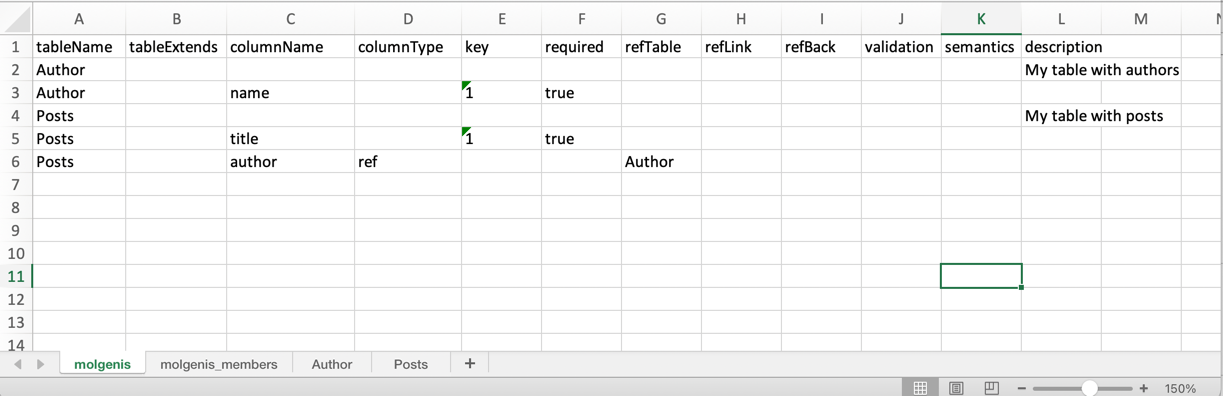 A B C D E F G H I J K L M
1 tableName tableExtends columnName columnType key required refTable refLink refBack validation semantics description
2 Author My table with authors
3 Author name 1 true
4 Posts My table with posts
5 Posts title 1 true
6 Posts author ref Author
7
8
9
10
11
12
13
14
molgenis molgenis_members Author Posts +
− + 150%